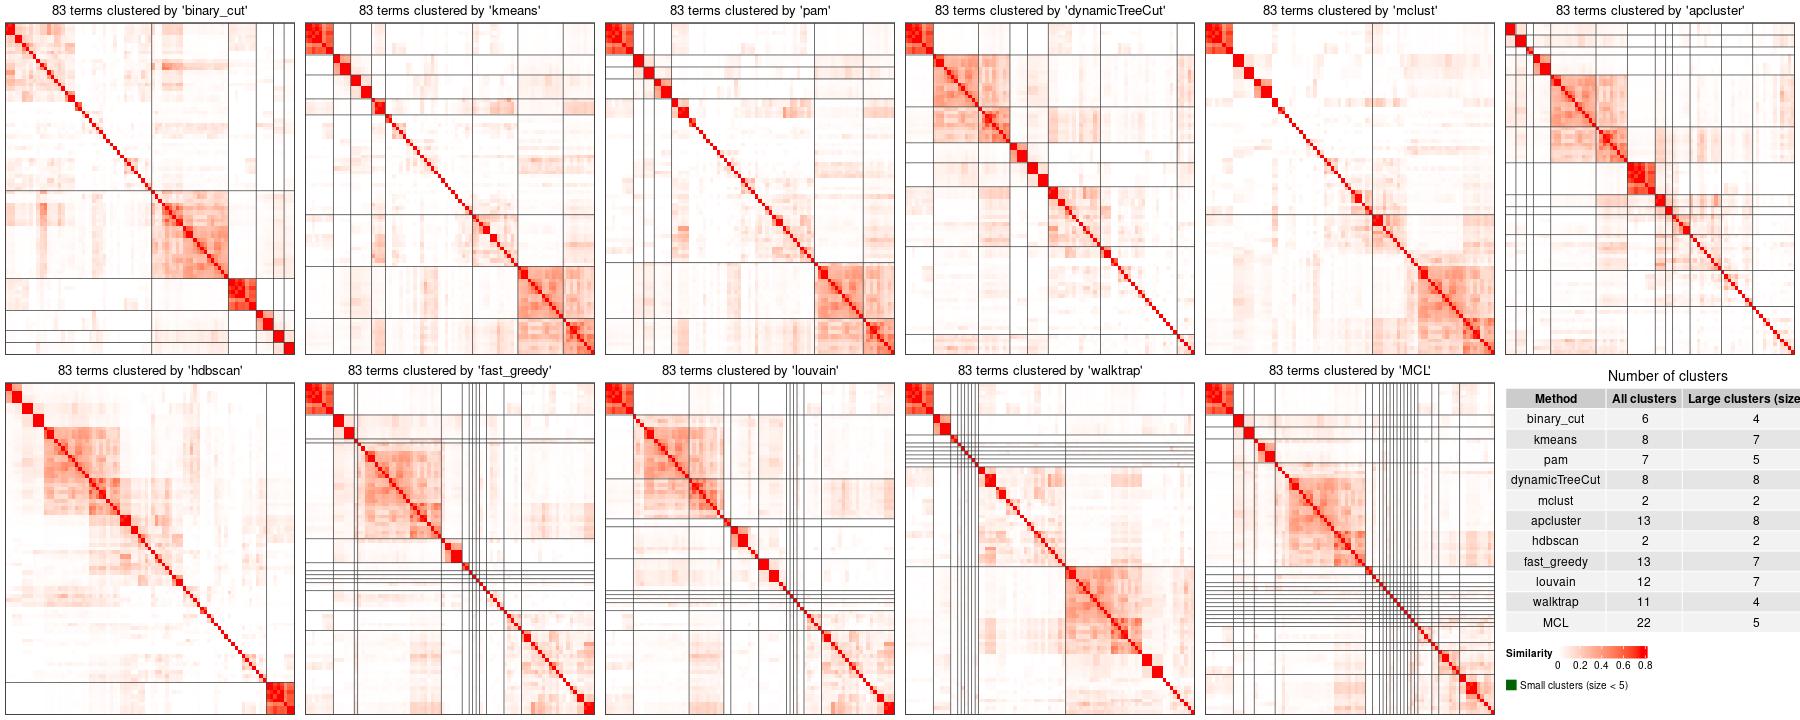 83 terms clustered by 'binary_cut'
83 terms clustered by 'kmeans'
83 terms clustered by 'pam'
83 terms clustered by 'dynamicTreeCut'
83 terms clustered by 'mclust'
83 terms clustered by 'apcluster'
83 terms clustered by 'hdbscan'
83 terms clustered by 'fast_greedy'
83 terms clustered by 'louvain'
83 terms clustered by 'walktrap'
83 terms clustered by 'MCL'
Number of clusters
Method All clusters Large clusters (size
binary_cut 6 4
kmeans 8 7
pam 7 5
dynamicTreeCut 8 8
mclust 2 2
apcluster 13 8
hdbscan 2 2
fast_greedy 13 7
louvain 12 7
walktrap 11 4
MCL 22 5
Similarity
0 0.2 0.4 0.6 0.8
Small clusters (size < 5)